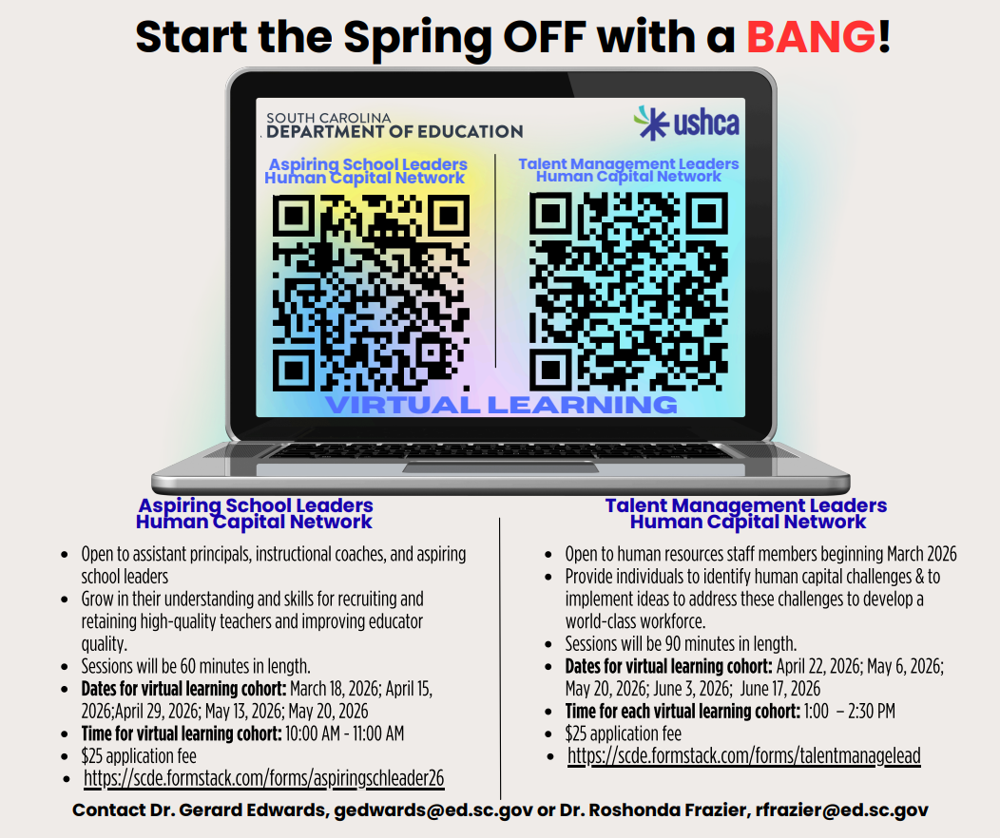 Start the Spring OFF with a BANG!
SOUTH CAROLINA
DEPARTMENT OF EDUCATION
ushca
Aspiring School Leaders
Human Capital Network
Talent Management Leaders
Human Capital Network
VIRTUAL LEARNING
Aspiring School Leaders
Human Capital Network
• Open to assistant principals, instructional coaches, and aspiring
school leaders
• Grow in their understanding and skills for recruiting and
retaining high-quality teachers and improving educator
quality.
• Sessions will be 60 minutes in length.
• Dates for virtual learning cohort: March 18, 2026; April 15,
2026;April 29, 2026; May 13, 2026; May 20, 2026
• Time for virtual learning cohort: 10:00 AM - 11:00 AM
• $25 application fee
• https://scde.formstack.com/forms/aspiringschleader26
Talent Management Leaders
Human Capital Network
• Open to human resources staff members beginning March 2026
• Provide individuals to identify human capital challenges & to
implement ideas to address these challenges to develop a
world-class workforce.
• Sessions will be 90 minutes in length.
• Dates for virtual learning cohort: April 22, 2026; May 6, 2026;
May 20, 2026; June 3, 2026;  June 17, 2026
• Time for each virtual learning cohort: 1:00  – 2:30 PM
• $25 application fee
• https://scde.formstack.com/forms/talentmanagelead
Contact Dr. Gerard Edwards, gedwards@ed.sc.gov or Dr. Roshonda Frazier, rfrazier@ed.sc.gov